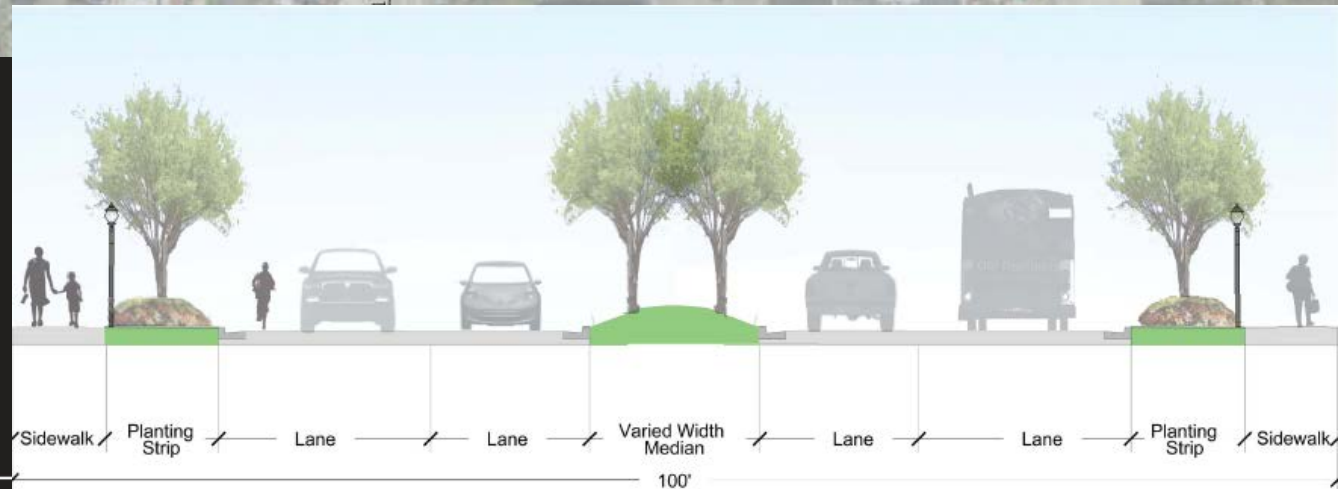 Sidewalk
Planting
Strip
Lane
Lane
Varied Width
Median
Lane
Lane
Planting
Strip
Sidewalk
100'